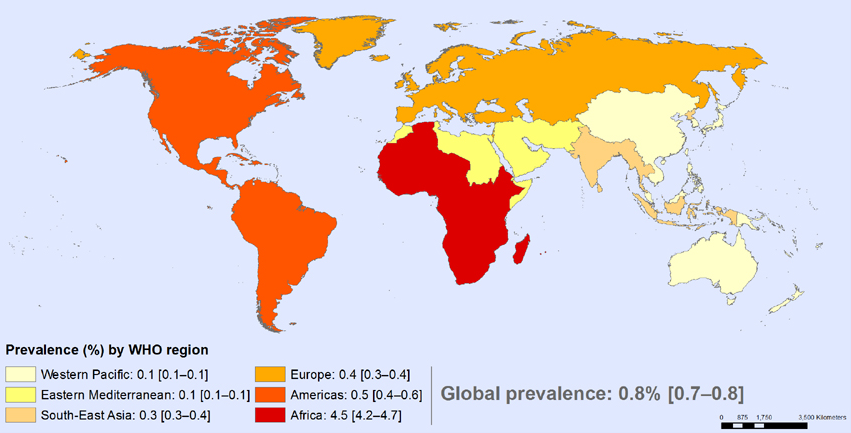 Prevalence (%) by WHO region
Western Pacific: 0.1 [0.1–0.1]
Eastern Mediterranean: 0.1 [0.1–0.1]
South-East Asia: 0.3 [0.3–0.4]
Europe: 0.4 [0.3–0.4]
Americas: 0.5 [0.4–0.6]
Africa: 4.5 [4.2–4.7]
Global prevalence: 0.8% [0.7–0.8]
0 875 1,750 3,500 Kilometers